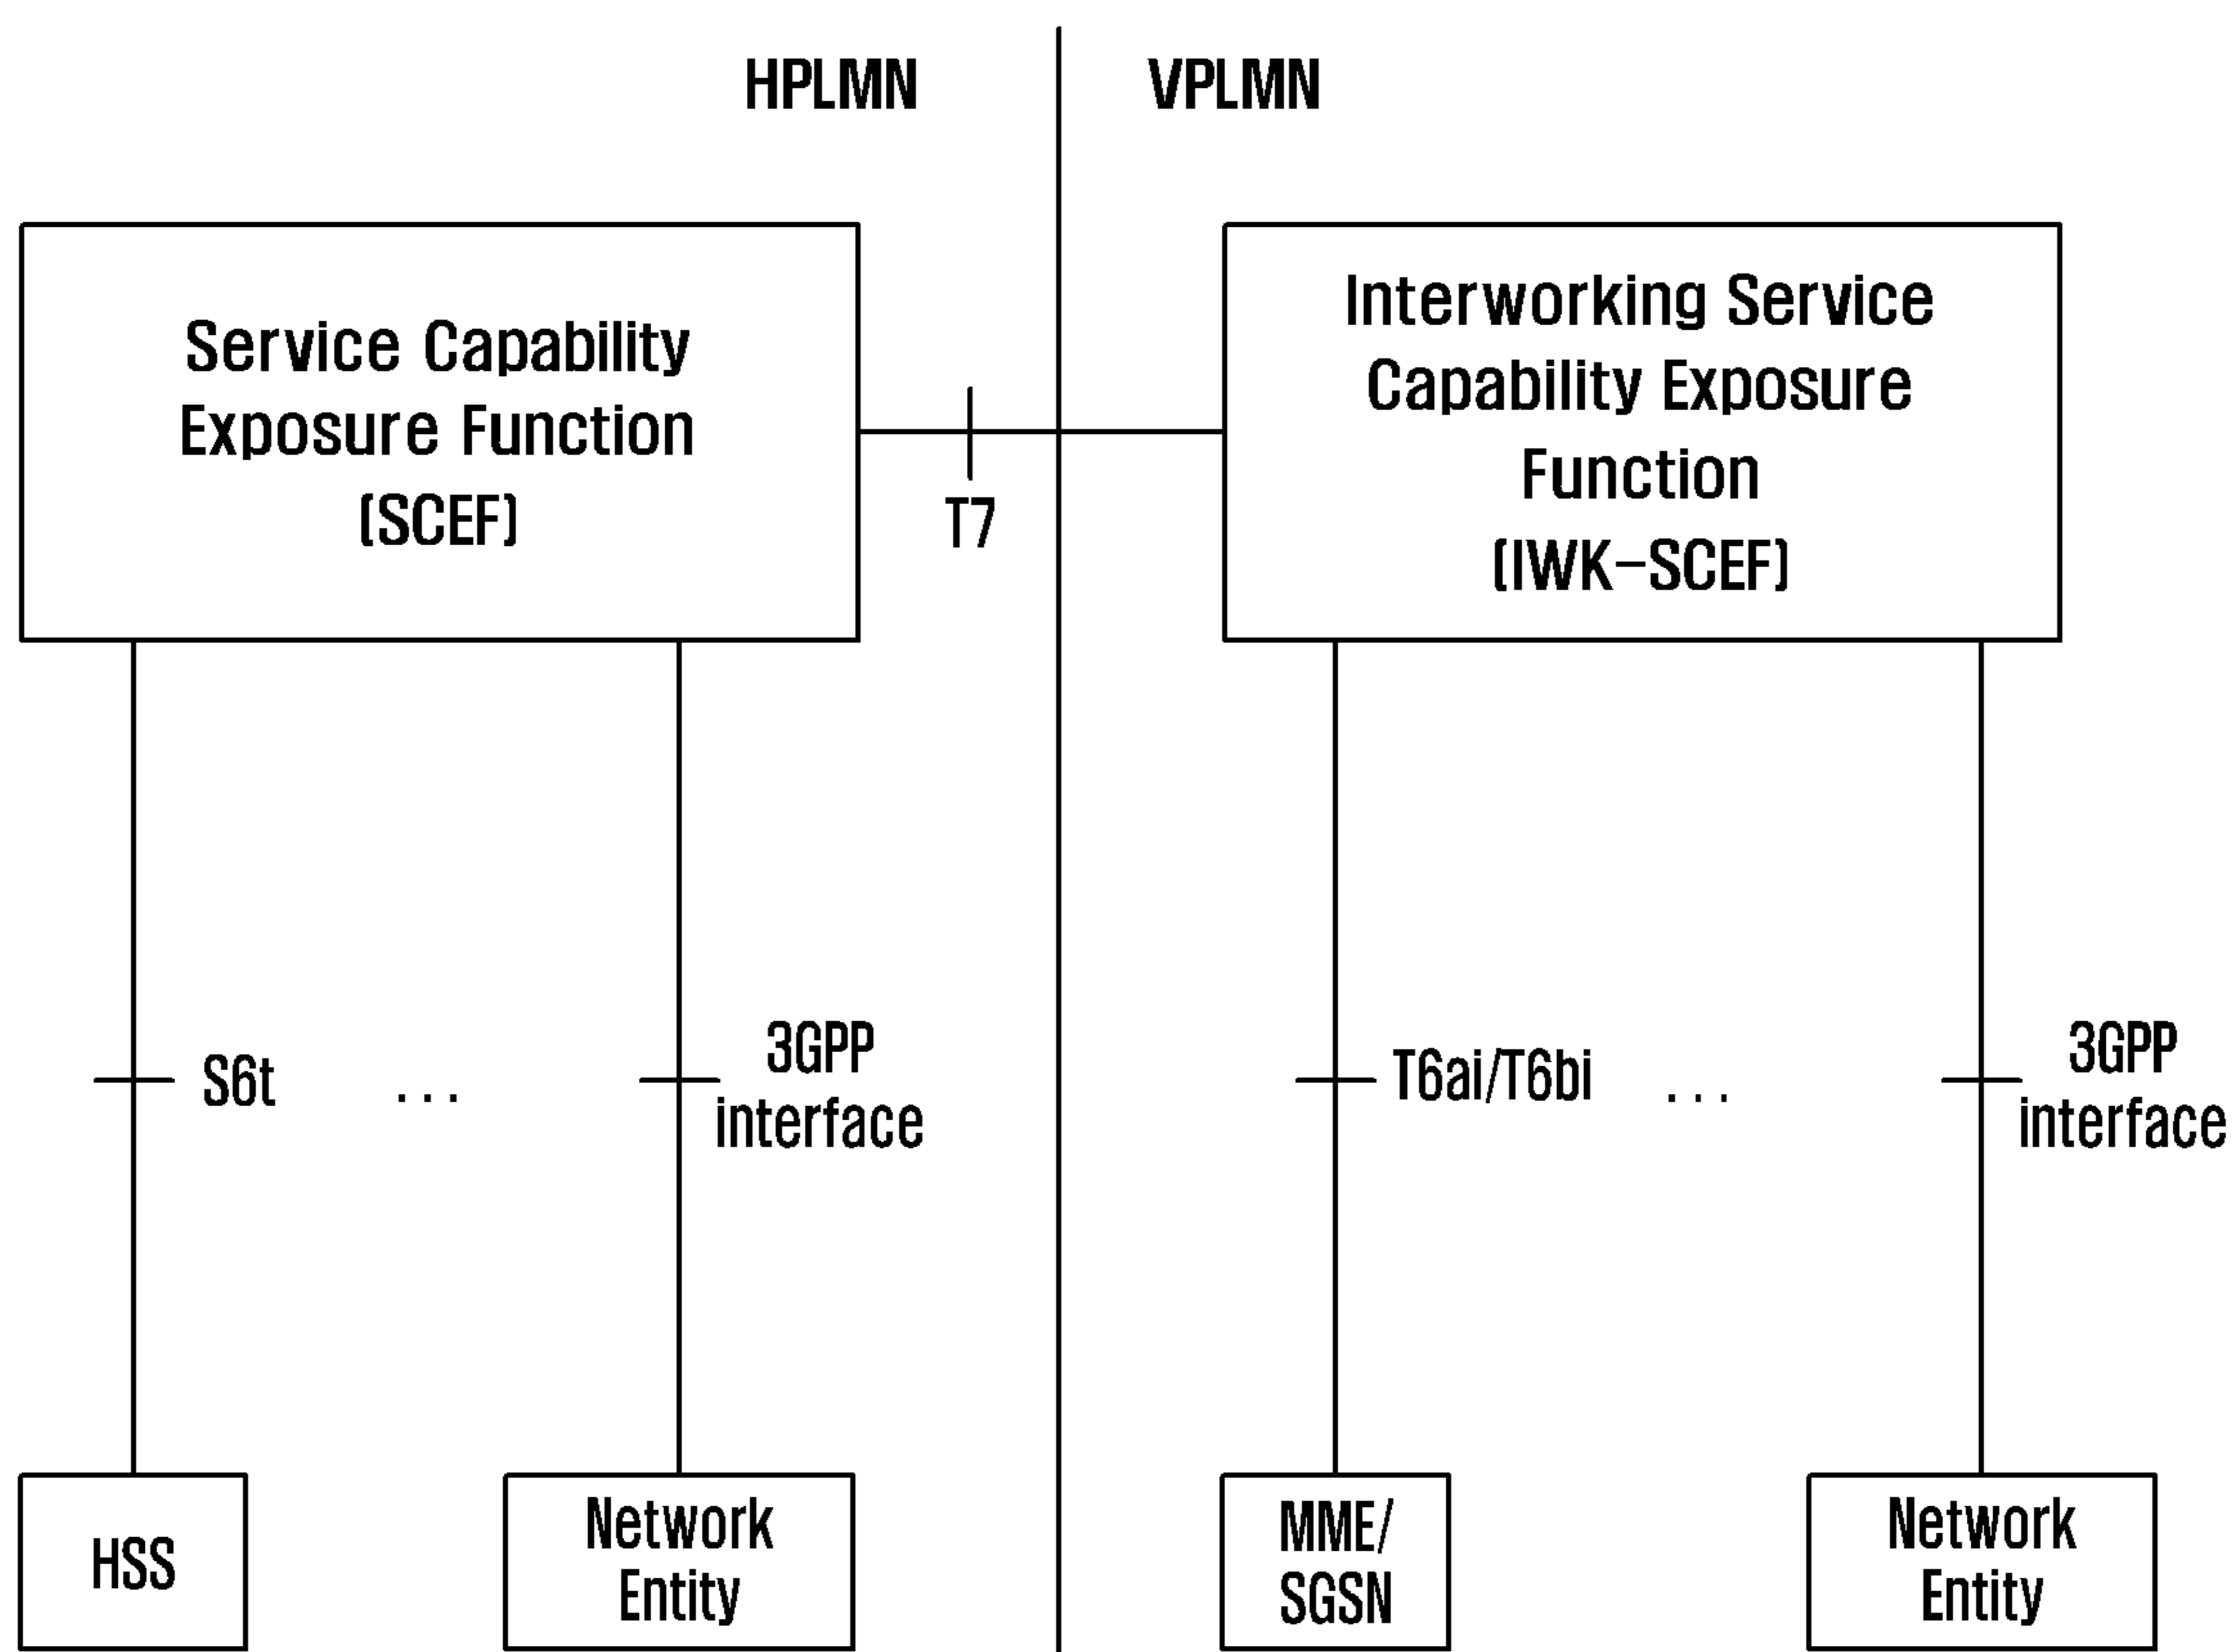 HPLMN
VPLMN
Service Capability
Exposure Function
(SCEF)
T7
Interworking Service
Capability Exposure
Function
(IWK-SCEF)
S6t
...
3GPP
interface
T6ai/T6bi
...
3GPP
interface
HSS
Network
Entity
MME/
SGSN
Network
Entity